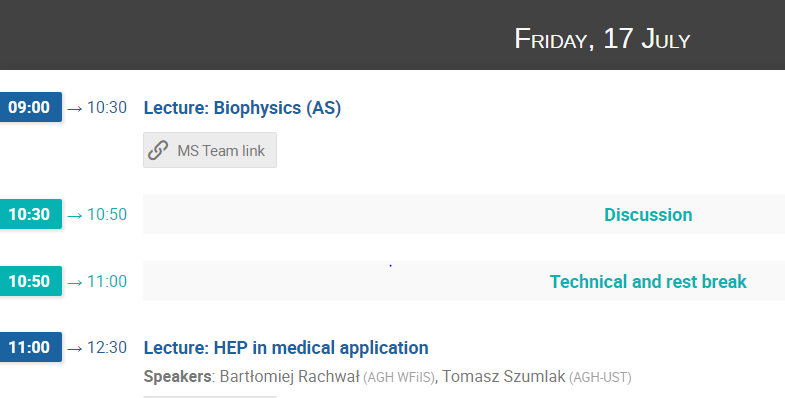 Friday, 17 July
09:00 → 10:30 Lecture: Biophysics (AS)
MS Team link
10:30 → 10:50 Discussion
10:50 → 11:00 Technical and rest break
11:00 → 12:30 Lecture: HEP in medical application
Speakers: Bartłomiej Rachwał (AGH WFiIS), Tomasz Szumlak (AGH-UST)